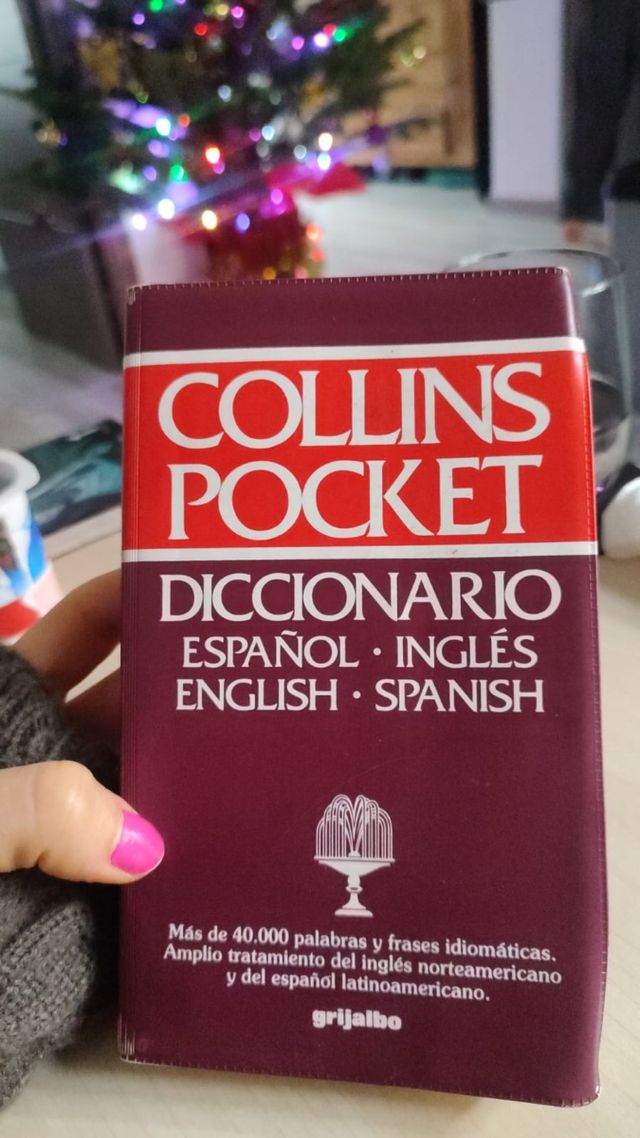 COLLINS
POCKET
DICCIONARIO
ESPAÑOL · INGLÉS
ENGLISH · SPANISH
Más de 40.000 palabras y frases idiomáticas.
Amplio tratamiento del inglés norteamericano
y del español latinoamericano.
grijalbo